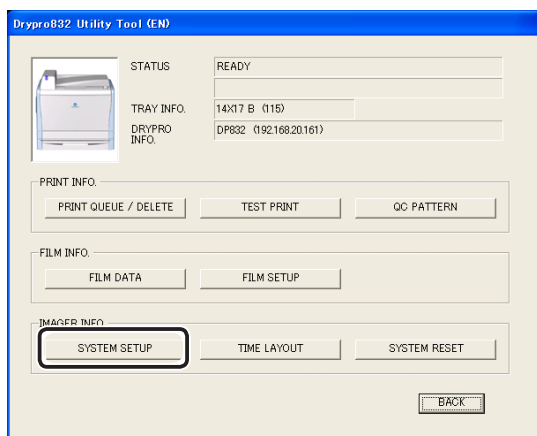 Drypro832 Utility Tool (EN)
STATUS
READY
TRAY INFO.
14X17 B (115)
DRYPRO
INFO.
DP832 (192.168.20.161)
PRINT INFO.
PRINT QUEUE / DELETE
TEST PRINT
QC PATTERN
FILM INFO.
FILM DATA
FILM SETUP
IMAGER INFO.
SYSTEM SETUP
TIME LAYOUT
SYSTEM RESET
BACK